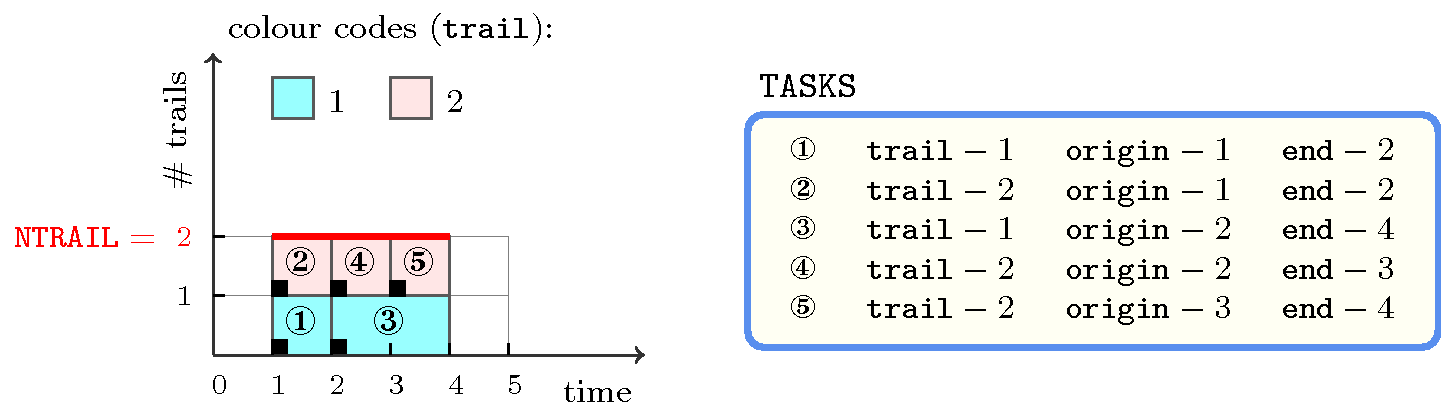 colour codes (trail):
# trails
1 2
NTRAIL = 2
1
② ④ ⑤
① ③
0 1 2 3 4 5 time
TASKS
① trail − 1 origin − 1 end − 2
② trail − 2 origin − 1 end − 2
③ trail − 1 origin − 2 end − 4
④ trail − 2 origin − 2 end − 3
⑤ trail − 2 origin − 3 end − 4